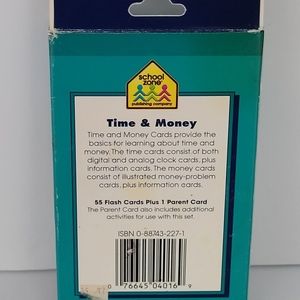 school
zone
publishing company
Time & Money
Time and Money Cards provide the
basics for learning about time and
money. The time cards consist of both
digital and analog clock cards, plus
information cards. The money cards
consist of illustrated money-problem
cards, plus information cards.
55 Flash Cards Plus 1 Parent Card
The Parent Card also includes additional
activities for use with this set.
ISBN 0-88743-227-1
0 76645 04016 9